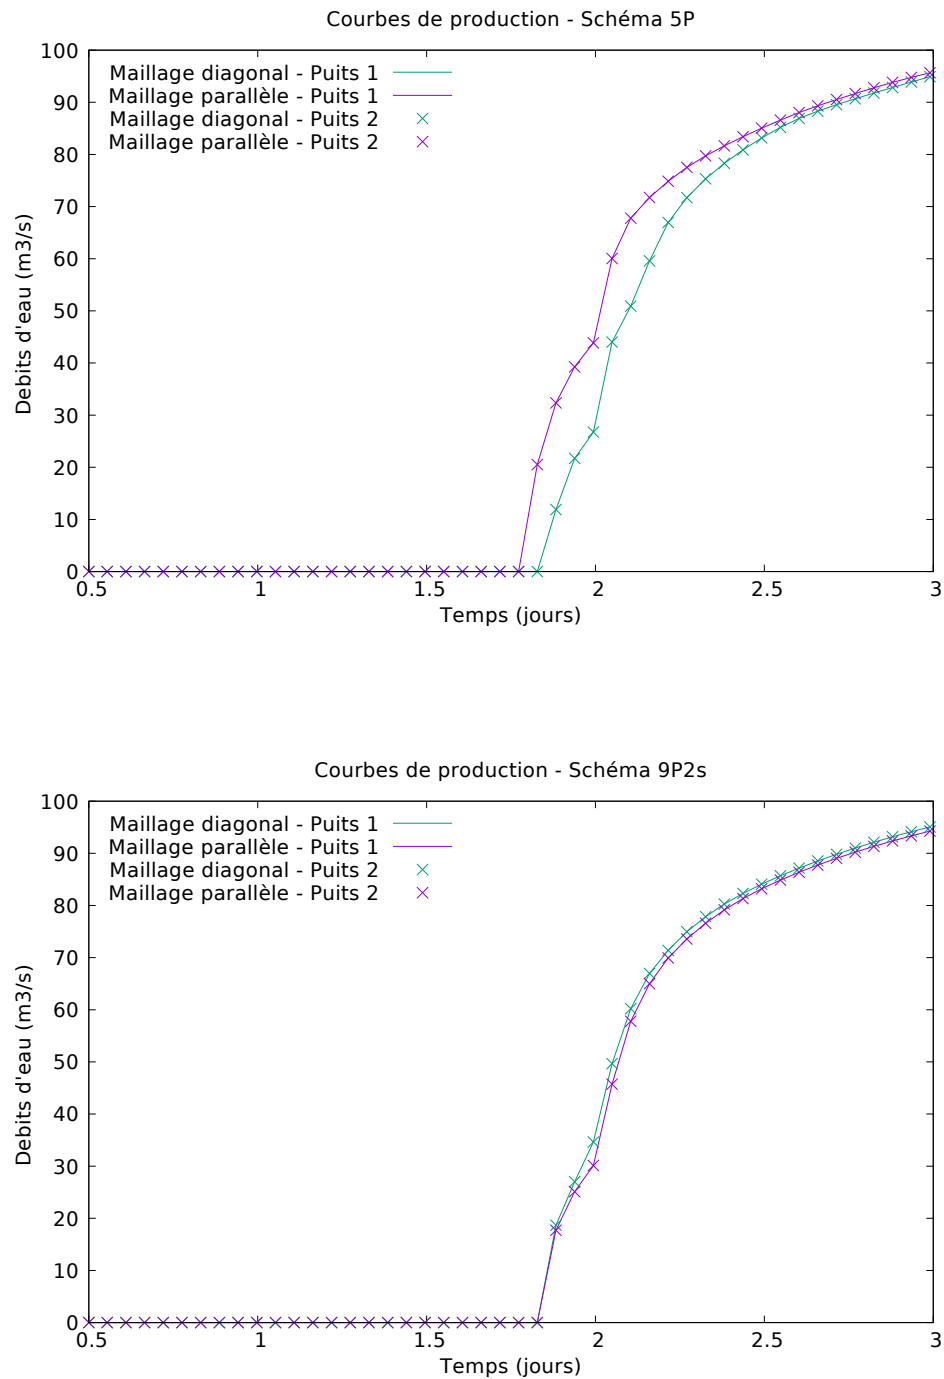 Courbes de production - Schéma 5P
100
90
80
70
60
50
40
30
20
10
0
Debits d'eau (m3/s)
Maillage diagonal - Puits 1
Maillage parallèle - Puits 1
Maillage diagonal - Puits 2
Maillage parallèle - Puits 2
0.5 1 1.5 2 2.5 3
Temps (jours)
Courbes de production - Schéma 9P2s
100
90
80
70
60
50
40
30
20
10
0
Debits d'eau (m3/s)
Maillage diagonal - Puits 1
Maillage parallèle - Puits 1
Maillage diagonal - Puits 2
Maillage parallèle - Puits 2
0.5 1 1.5 2 2.5 3
Temps (jours)